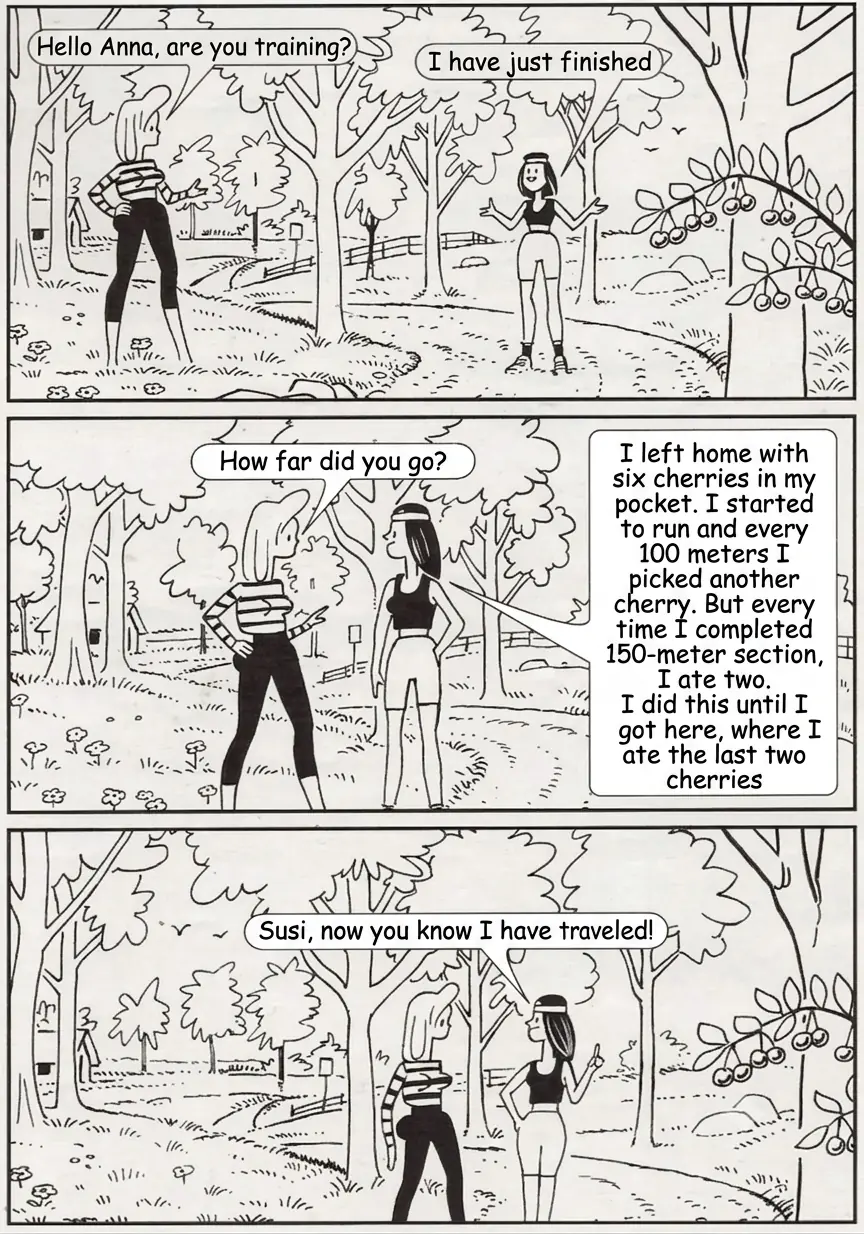 Hello Anna, are you training?
I have just finished
How far did you go?
I left home with
six cherries in my
pocket. I started
to run and every
100 meters I
picked another
cherry. But every
time I completed
150-meter section,
I ate two.
I did this until I
got here, where I
ate the last two
cherries
Susi, now you know I have traveled!